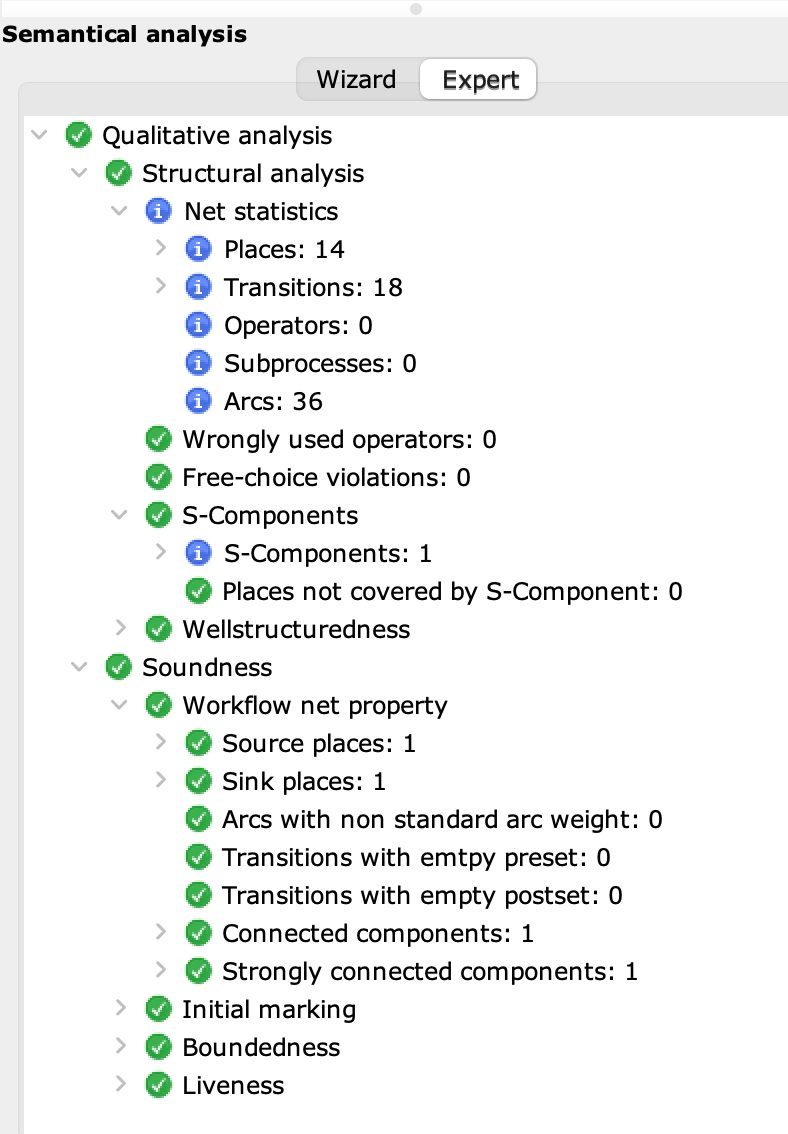 Semantical analysis
Wizard Expert
Qualitative analysis
Structural analysis
Net statistics
Places: 14
Transitions: 18
Operators: 0
Subprocesses: 0
Arcs: 36
Wrongly used operators: 0
Free-choice violations: 0
S-Components
S-Components: 1
Places not covered by S-Component: 0
Wellstructuredness
Soundness
Workflow net property
Source places: 1
Sink places: 1
Arcs with non standard arc weight: 0
Transitions with emtpy preset: 0
Transitions with empty postset: 0
Connected components: 1
Strongly connected components: 1
Initial marking
Boundedness
Liveness